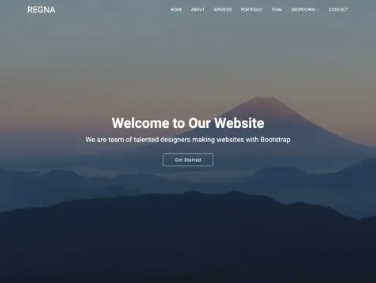 REGNA
HOME ABOUT SERVICES PORTFOLIO TEAM DROPDOWN CONTACT
Welcome to Our Website
We are team of talented designers making websites with Bootstrap
Get Started